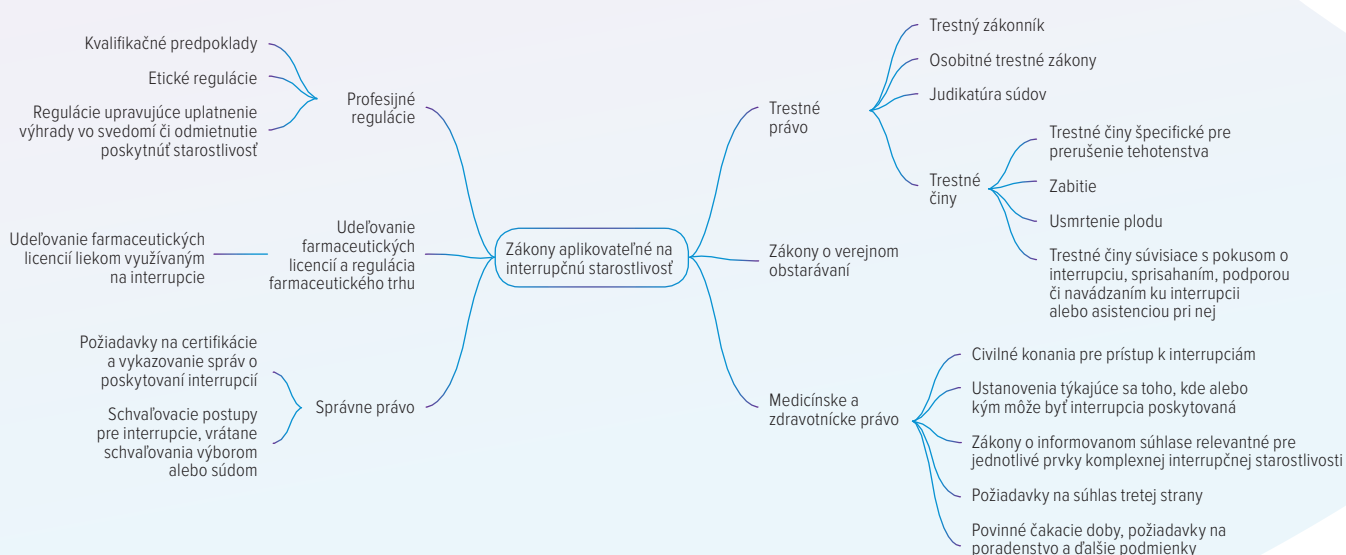 Kvalifikačné predpoklady
Etické regulácie
Regulácie upravujúce uplatnenie
výhrady vo svedomí či odmietnutie
poskytnúť starostlivosť
Profesijné
regulácie
Udeľovanie farmaceutických
licencií liekom využívaným
na interrupcie
Udeľovanie
farmaceutických
licencií a regulácia
farmaceutického trhu
Požiadavky na certifikácie
a vykazovanie správ o
poskytovaní interrupcií
Schvaľovacie postupy
pre interrupcie, vrátane
schvaľovania výborom
alebo súdom
Správne právo
Zákony aplikovateľné na
interrupčnú starostlivosť
Trestné
právo
Trestný zákonník
Osobitné trestné zákony
Judikatúra súdov
Trestné
činy
Trestné činy špecifické pre
prerušenie tehotenstva
Zabitie
Usmrtenie plodu
Trestné činy súvisiace s pokusom o
interrupciu, sprisahaním, podporou
či navádzaním ku interrupcii
alebo asistenciou pri nej
Zákony o verejnom
obstarávaní
Medicínske a
zdravotnícke právo
Civilné konania pre prístup k interrupciám
Ustanovenia týkajúce sa toho, kde alebo
kým môže byť interrupcia poskytovaná
Zákony o informovanom súhlase relevantné pre
jednotlivé prvky komplexnej interrupčnej starostlivosti
Požiadavky na súhlas tretej strany
Povinné čakacie doby, požiadavky na
poradenstvo a ďalšie podmienky